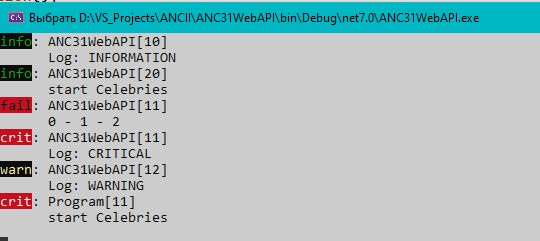 Выбрать D:\VS_Projects\ANCII\ANC31WebAPI\bin\Debug\net7.0\ANC31WebAPI.exe
info: ANC31WebAPI[10]
Log: INFORMATION
info: ANC31WebAPI[20]
start Celebries
fail: ANC31WebAPI[11]
0 - 1 - 2
crit: ANC31WebAPI[11]
Log: CRITICAL
warn: ANC31WebAPI[12]
Log: WARNING
crit: Program[11]
start Celebries